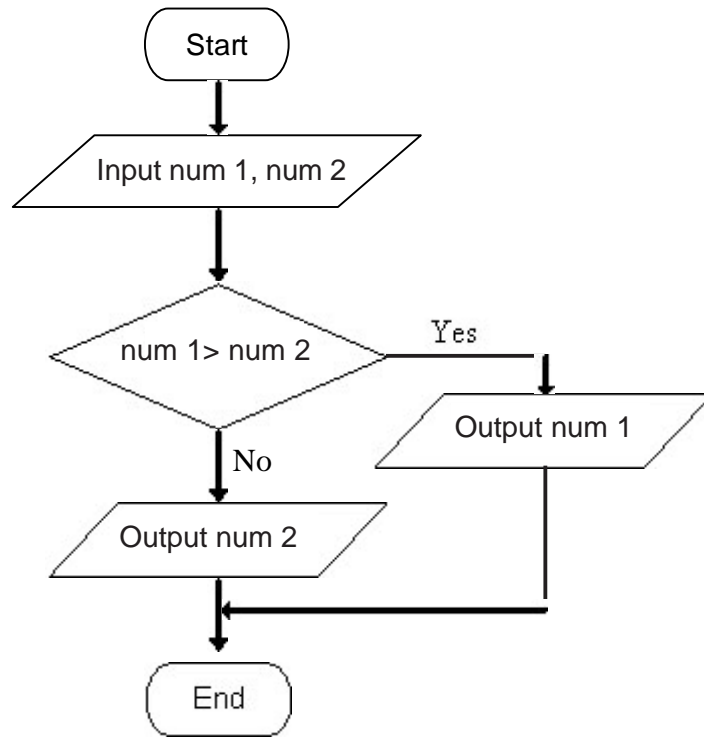 Start
Input num 1, num 2
num 1> num 2
Yes
Output num 1
No
Output num 2
End